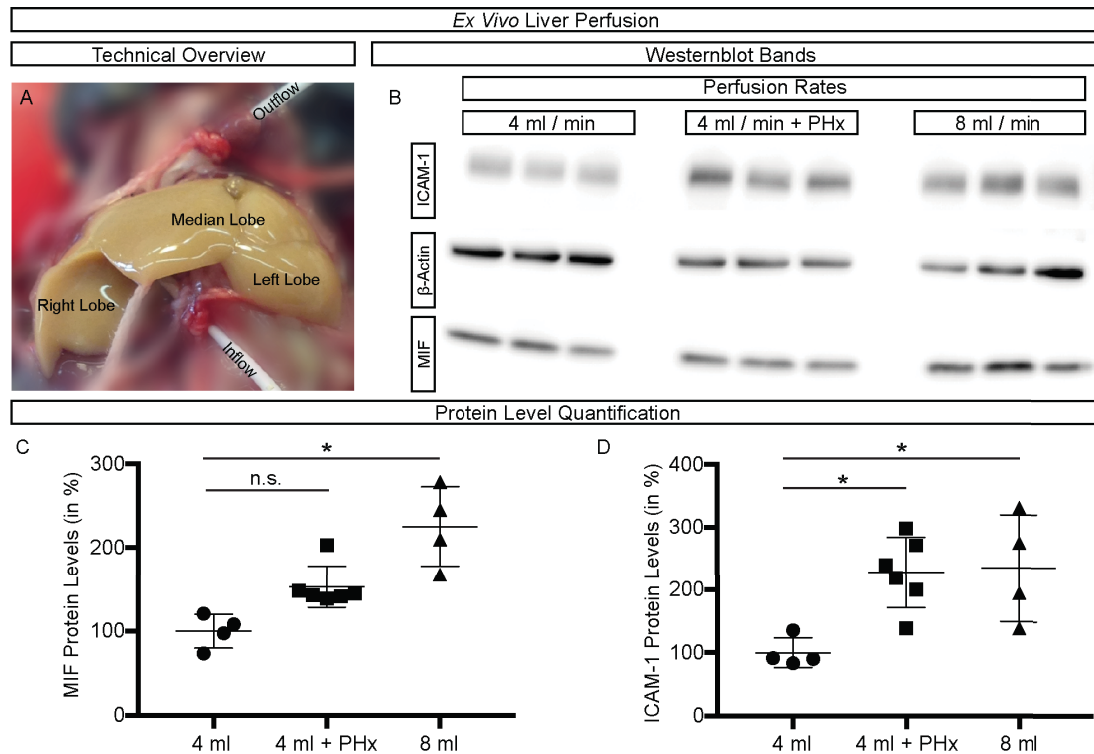 Ex Vivo Liver Perfusion
Technical Overview
Westernblot Bands
A
Outflow
Median Lobe
Left Lobe
Right Lobe
Inflow
B
Perfusion Rates
4 ml / min
4 ml / min + PHx
8 ml / min
ICAM-1
β-Actin
MIF
Protein Level Quantification
C
MIF Protein Levels (in %)
300
200
100
0
*
n.s.
4 ml
4 ml + PHx
8 ml
D
ICAM-1 Protein Levels (in %)
400
300
200
100
0
*
*
4 ml
4 ml + PHx
8 ml